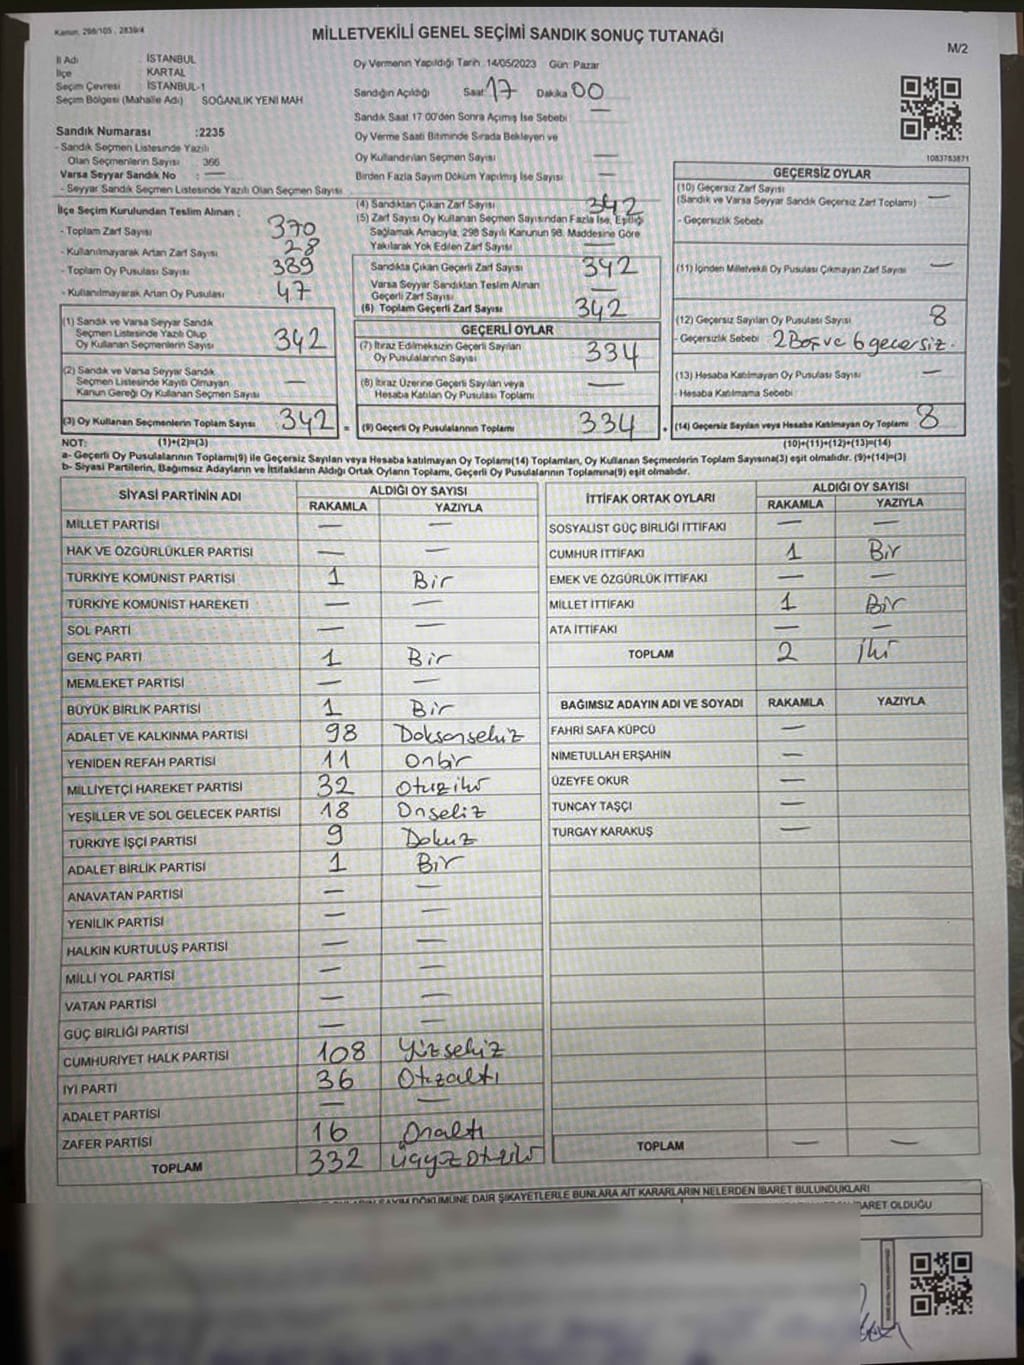 Kanun, 298/105 , 2839/4
MİLLETVEKİLİ GENEL SEÇİMİ SANDIK SONUÇ TUTANAĞI
M/2
İl Adı : İSTANBUL
İlçe KARTAL
Seçim Çevresi : İSTANBUL-1
Seçim Bölgesi (Mahalle Adı) SOĞANLIK YENİ MAH
Oy Vermenin Yapıldığı Tarih :14/05/2023 Gün: Pazar
Sandığın Açıldığı Saat 17 Dakika 00
Sandık Saat 17 00'den Sonra Açımış İse Sebebi —
Oy Verme Saati Bitiminde Sırada Bekleyen ve
Oy Kullandırılan Seçmen Sayısı —
Birden Fazla Sayım Döküm Yapılmış İse Sayısı —
1083783871
Sandık Numarası :2235
- Sandık Seçmen Listesinde Yazılı
Olan Seçmenlerin Sayısı : 366
Varsa Seyyar Sandık No : —
- Seyyar Sandık Seçmen Listesinde Yazılı Olan Seçmen Sayısı
İlçe Seçim Kurulundan Teslim Alınan ;
- Toplam Zarf Sayısı 370
- Kullanılmayarak Artan Zarf Sayısı 28
- Toplam Oy Pusulası Sayısı 389
- Kullanılmayarak Artan Oy Pusulası 47
(1) Sandık ve Varsa Seyyar Sandık
Seçmen Listesinde Yazılı Olup
Oy Kullanan Seçmenlerin Sayısı 342
(2) Sandık ve Varsa Seyyar Sandık
Seçmen Listesinde Kayıtlı Olmayan
Kanun Gereği Oy Kullanan Seçmen Sayısı —
(3) Oy Kullanan Seçmenlerin Toplam Sayısı 342 =
(4) Sandıktan Çıkan Zarf Sayısı 342
(5) Zarf Sayısı Oy Kullanan Seçmen Sayısından Fazla İse, Eşitliği
Sağlamak Amacıyla, 298 Sayılı Kanunun 98. Maddesine Göre
Yakılarak Yok Edilen Zarf Sayısı —
Sandıkta Çıkan Geçerli Zarf Sayısı 342
Varsa Seyyar Sandıktan Teslim Alınan
Geçerli Zarf Sayısı —
(6) Toplam Geçerli Zarf Sayısı 342
GEÇERLİ OYLAR
(7) İtiraz Edilmeksizin Geçerli Sayılan
Oy Pusulalarının Sayısı 334
(8) İtiraz Üzerine Geçerli Sayılan veya
Hesaba Katılan Oy Pusulası Toplamı —
(9) Geçerli Oy Pusulalarının Toplamı 334 +
GEÇERSİZ OYLAR
(10) Geçersiz Zarf Sayısı
(Sandık ve Varsa Seyyar Sandık Geçersiz Zarf Toplamı) —
- Geçersizlik Sebebi
(11) İçinden Milletvekili Oy Pusulası Çıkmayan Zarf Sayısı —
(12) Geçersiz Sayılan Oy Pusulası Sayısı 8
- Geçersizlik Sebebi 2 Boş ve 6 geçersiz.
(13) Hesaba Katılmayan Oy Pusulası Sayısı —
- Hesaba Katılmama Sebebi
(14) Geçersiz Sayılan veya Hesaba Katılmayan Oy Toplamı 8
NOT: (1)+(2)=(3) (10)+(11)+(12)+(13)=(14)
a- Geçerli Oy Pusulalarının Toplamı(9) ile Geçersiz Sayılan veya Hesaba katılmayan Oy Toplamı(14) Toplamları, Oy Kullanan Seçmenlerin Toplam Sayısına(3) eşit olmalıdır. (9)+(14)=(3)
b- Siyasi Partilerin, Bağımsız Adayların ve İttifakların Aldığı Ortak Oyların Toplamı, Geçerli Oy Pusulalarının Toplamına(9) eşit olmalıdır.
SİYASİ PARTİNİN ADI ALDIĞI OY SAYISI
RAKAMLA YAZIYLA
MİLLET PARTİSİ — —
HAK VE ÖZGÜRLÜKLER PARTİSİ — —
TÜRKİYE KOMÜNİST PARTİSİ 1 Bir
TÜRKİYE KOMÜNİST HAREKETİ — —
SOL PARTİ — —
GENÇ PARTİ 1 Bir
MEMLEKET PARTİSİ — —
BÜYÜK BİRLİK PARTİSİ 1 Bir
ADALET VE KALKINMA PARTİSİ 98 Doksansekiz
YENİDEN REFAH PARTİSİ 11 Onbir
MİLLİYETÇİ HAREKET PARTİSİ 32 Otuziki
YEŞİLLER VE SOL GELECEK PARTİSİ 18 Onsekiz
TÜRKİYE İŞÇİ PARTİSİ 9 Dokuz
ADALET BİRLİK PARTİSİ 1 Bir
ANAVATAN PARTİSİ — —
YENİLİK PARTİSİ — —
HALKIN KURTULUŞ PARTİSİ — —
MİLLİ YOL PARTİSİ — —
VATAN PARTİSİ — —
GÜÇ BİRLİĞİ PARTİSİ — —
CUMHURİYET HALK PARTİSİ 108 Yüzsekiz
İYİ PARTİ 36 Otuzaltı
ADALET PARTİSİ — —
ZAFER PARTİSİ 16 Onaltı
TOPLAM 332 Üçyüzotuziki
İTTİFAK ORTAK OYLARI ALDIĞI OY SAYISI
RAKAMLA YAZIYLA
SOSYALİST GÜÇ BİRLİĞİ İTTİFAKI — —
CUMHUR İTTİFAKI 1 Bir
EMEK VE ÖZGÜRLÜK İTTİFAKI — —
MİLLET İTTİFAKI 1 Bir
ATA İTTİFAKI — —
TOPLAM 2 İki
BAĞIMSIZ ADAYIN ADI VE SOYADI RAKAMLA YAZIYLA
FAHRİ SAFA KÜPCÜ —
NİMETULLAH ERŞAHİN —
ÜZEYFE OKUR —
TUNCAY TAŞÇI —
TURGAY KARAKUŞ —
TOPLAM — —
SAYIM DÖKÜMÜNE DAİR ŞİKAYETLERLE BUNLARA AİT KARARLARIN NELERDEN İBARET BULUNDUKLARI
İBARET OLDUĞU